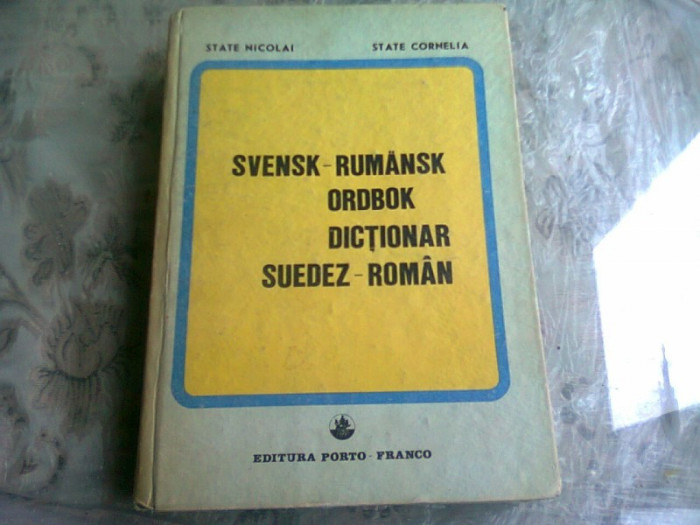 STATE NICOLAI STATE CORNELIA
SVENSK-RUMÄNSK
ORDBOK
DICȚIONAR
SUEDEZ-ROMÂN
EDITURA PORTO-FRANCO